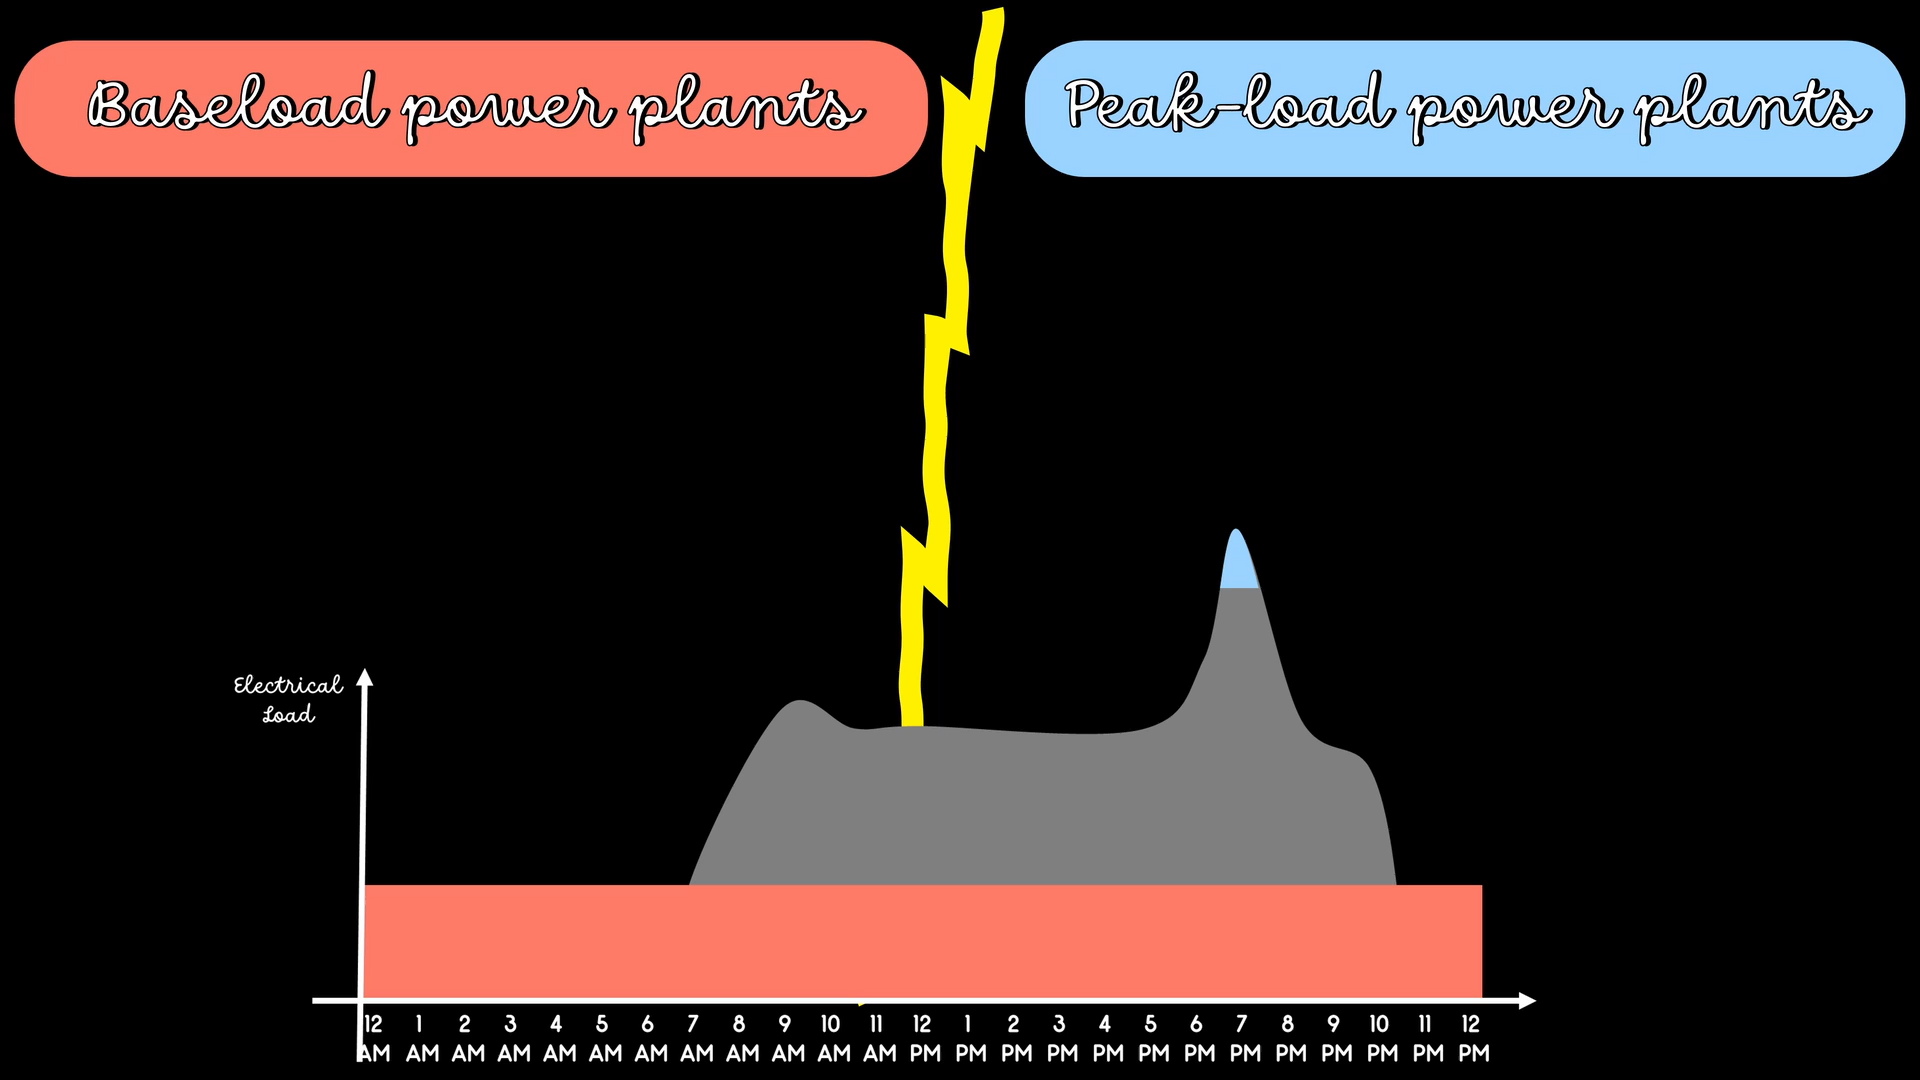 Baseload power plants
Peak-load power plants
Electrical
Load
12 1 2 3 4 5 6 7 8 9 10 11 12 1 2 3 4 5 6 7 8 9 10 11 12
AM AM AM AM AM AM AM AM AM AM AM AM PM PM PM PM PM PM PM PM PM PM PM PM PM